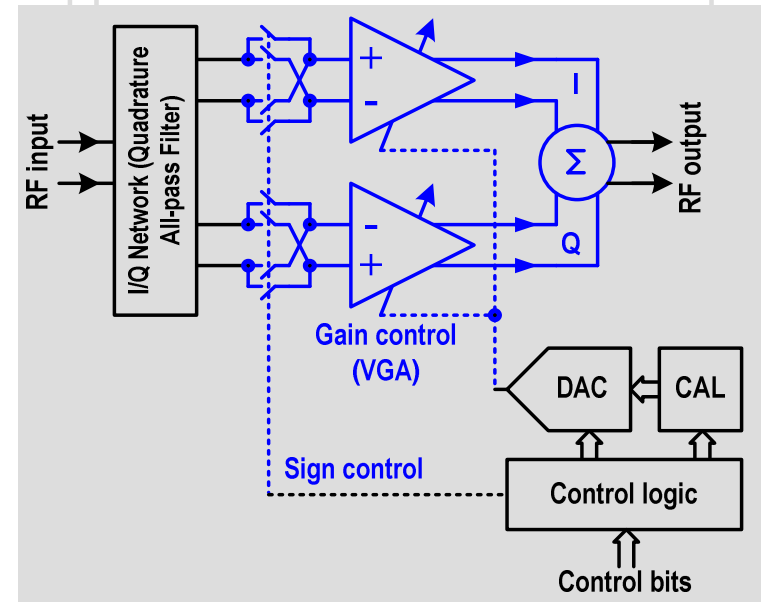 RF input
I/Q Network (Quadrature
All-pass Filter)
+
-
I
Σ
RF output
-
+
Q
Gain control
(VGA)
DAC
CAL
Sign control
Control logic
Control bits